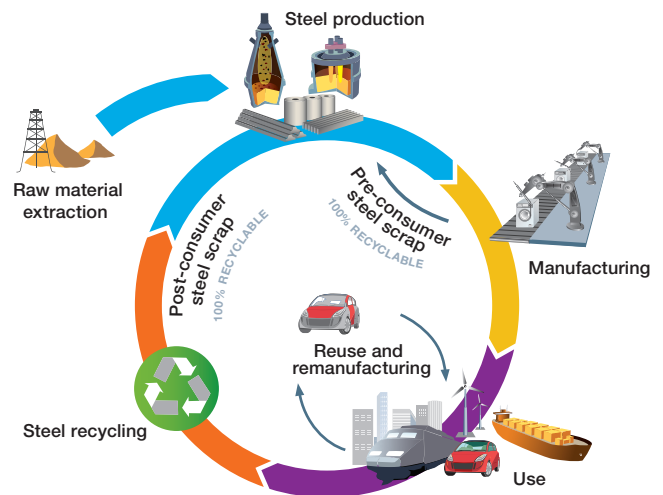 Steel production
Raw material
extraction
Pre-consumer
steel scrap
100% RECYCLABLE
Post-consumer
steel scrap
100% RECYCLABLE
Manufacturing
Reuse and
remanufacturing
Steel recycling
Use